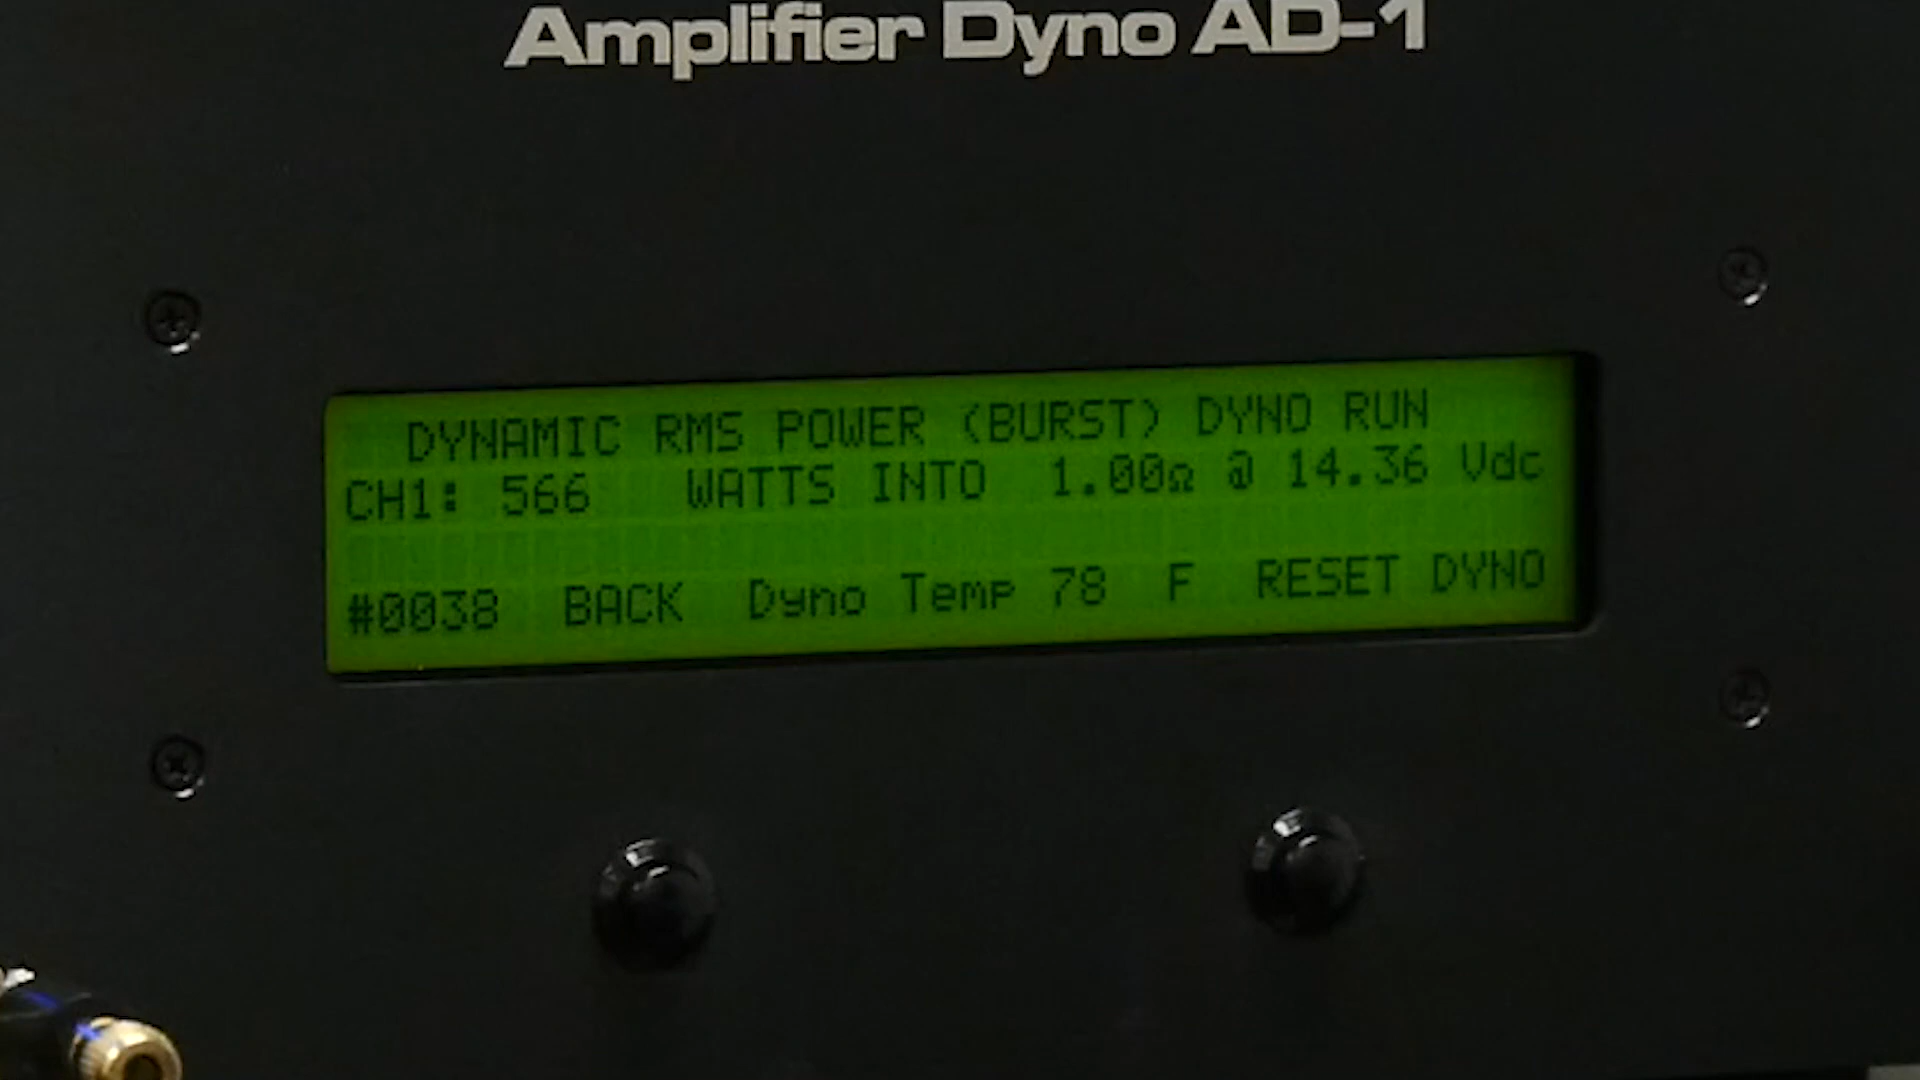 Amplifier Dyno AD-1
DYNAMIC RMS POWER (BURST) DYNO RUN
CH1: 566 WATTS INTO 1.00Ω @ 14.36 Vdc
#0038 BACK Dyno Temp 78 F RESET DYNO